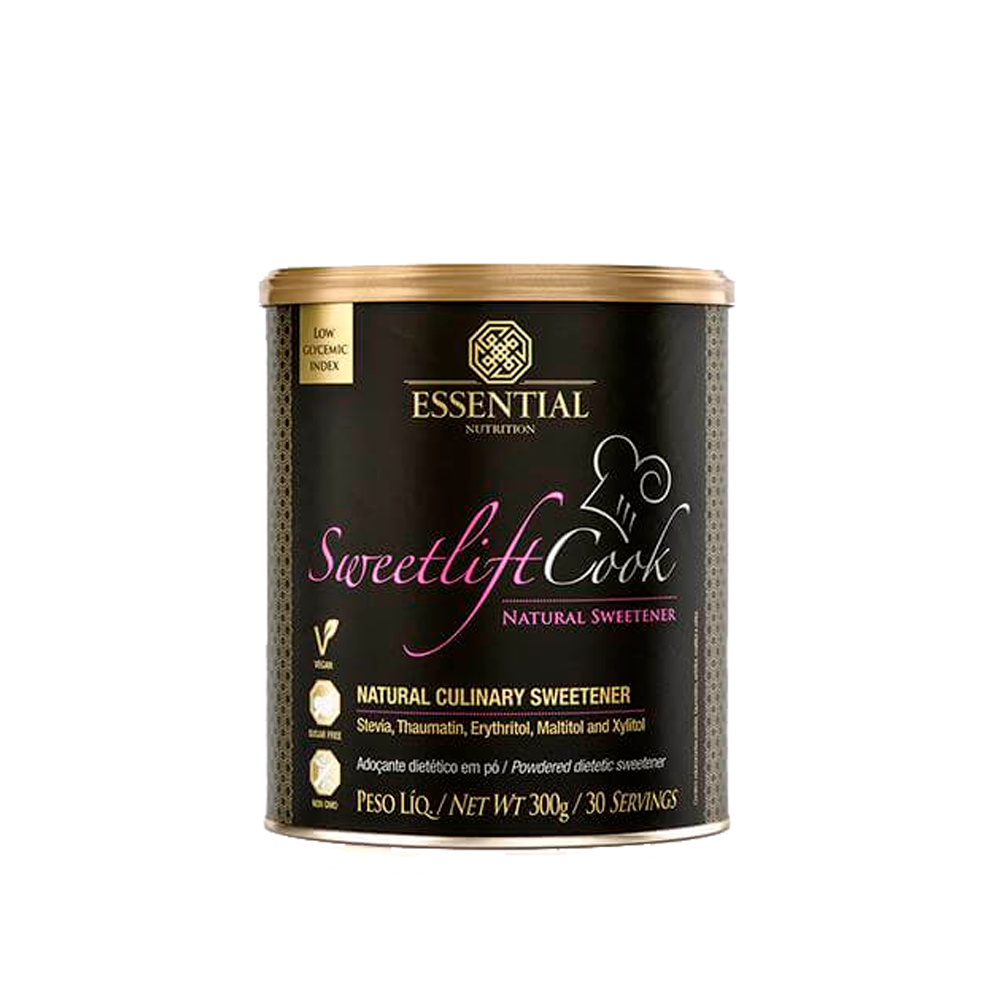 LOW
GLYCEMIC
INDEX
ESSENTIAL
NUTRITION
SweetliftCook
NATURAL SWEETENER
VEGAN
SUGAR FREE
NON GMO
NATURAL CULINARY SWEETENER
Stevia, Thaumatin, Erythritol, Maltitol and Xylitol
Adoçante dietético em pó / Powdered dietetic sweetener
PESO LÍQ. / NET WT 300g / 30 SERVINGS